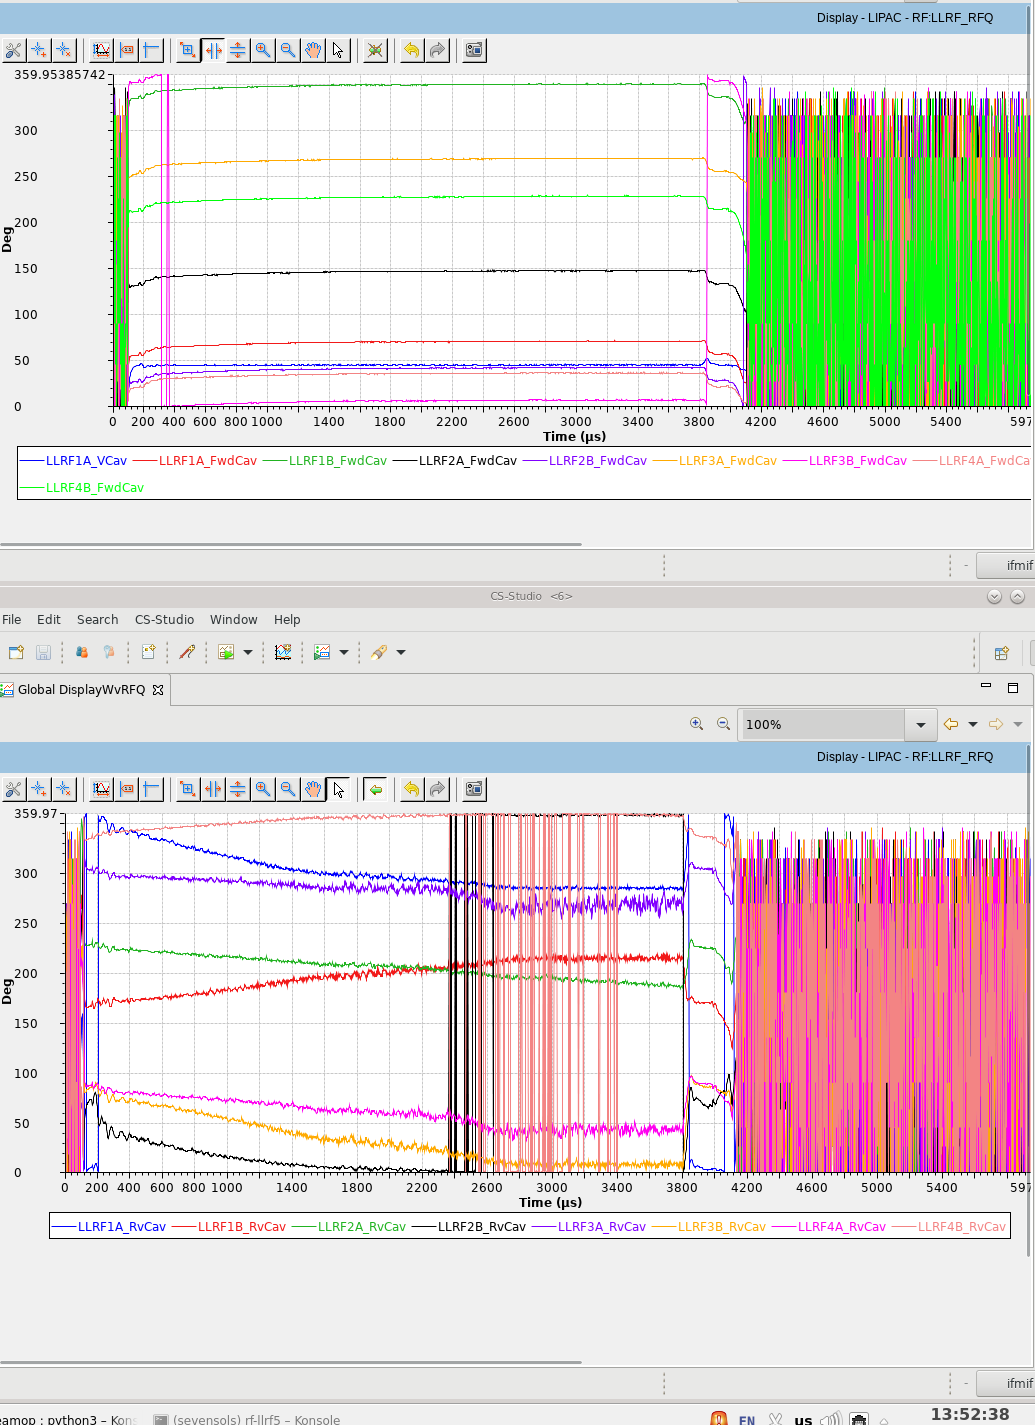 Display - LIPAC - RF:LLRF_RFQ
359.95385742
300
250
200
150
100
50
0
Deg
0 200 400 600 800 1000 1400 1800 2200 2600 3000 3400 3800 4200 4600 5000 5400 597
Time (µs)
LLRF1A_VCav LLRF1A_FwdCav LLRF1B_FwdCav LLRF2A_FwdCav LLRF2B_FwdCav LLRF3A_FwdCav LLRF3B_FwdCav LLRF4A_FwdCa
LLRF4B_FwdCav
- ifmif
CS-Studio <6>
File Edit Search CS-Studio Window Help
Global DisplayWvRFQ
100%
Display - LIPAC - RF:LLRF_RFQ
359.97
300
250
200
150
100
50
0
Deg
0 200 400 600 800 1000 1400 1800 2200 2600 3000 3400 3800 4200 4600 5000 5400 597
Time (µs)
LLRF1A_RvCav LLRF1B_RvCav LLRF2A_RvCav LLRF2B_RvCav LLRF3A_RvCav LLRF3B_RvCav LLRF4A_RvCav LLRF4B_RvCav
- ifmif
eamop : python3 – Kons (sevensols) rf-llrf5 – Konsole EN us 13:52:38